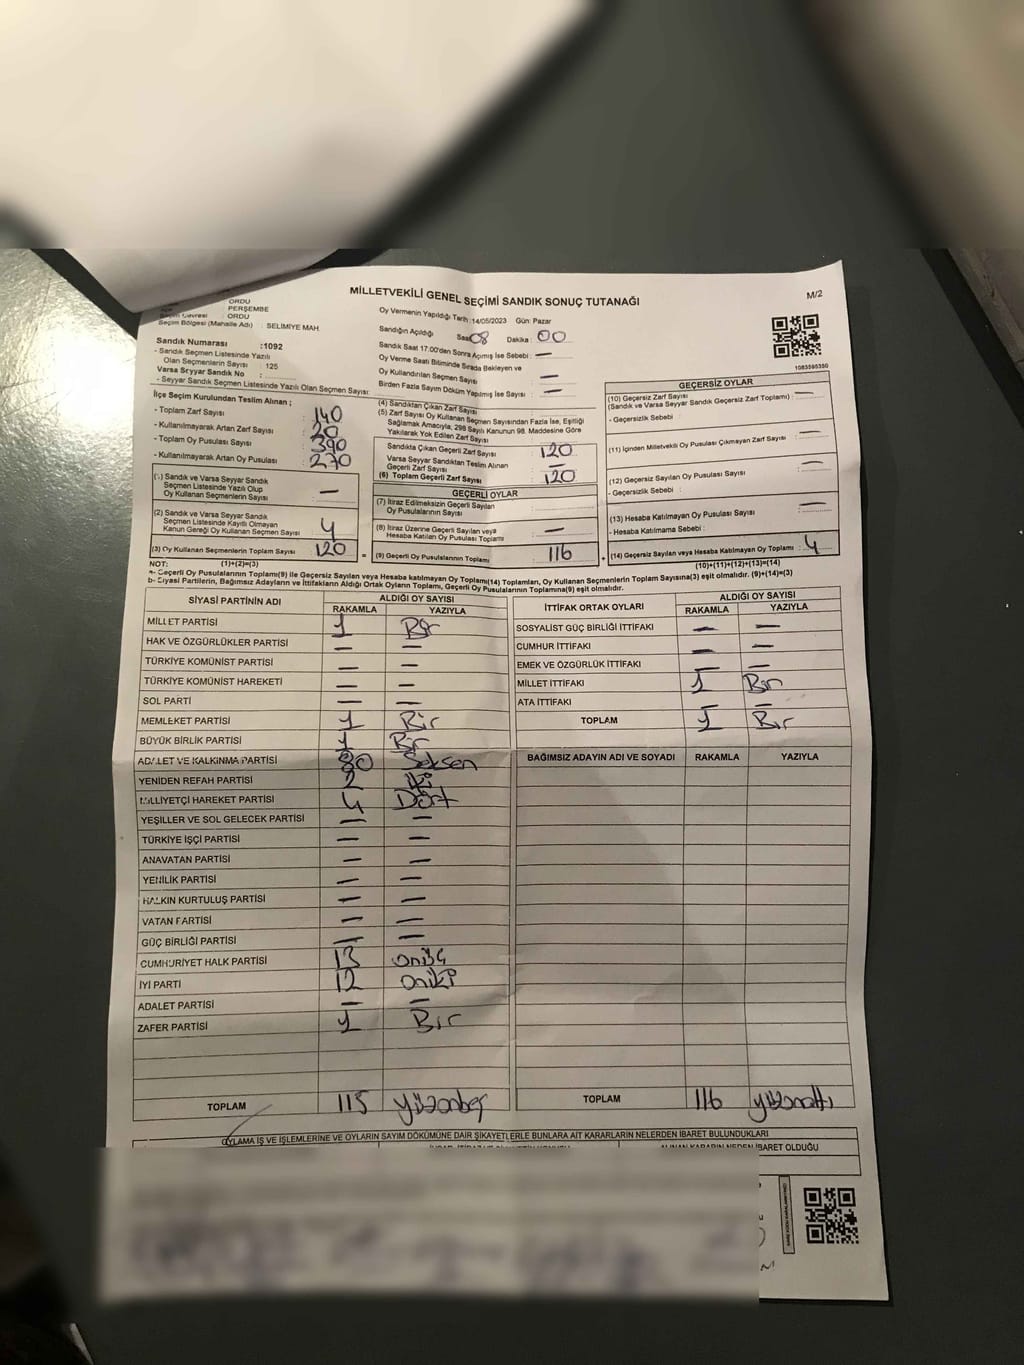 MİLLETVEKİLİ GENEL SEÇİMİ SANDIK SONUÇ TUTANAĞI
M/2
ORDU
PERŞEMBE
Seçim Çevresi : ORDU
Seçim Bölgesi (Mahalle Adı) : SELİMİYE MAH.
Sandık Numarası :1092
- Sandık Seçmen Listesinde Yazılı
Olan Seçmenlerin Sayısı : 125
Varsa Seyyar Sandık No :
- Seyyar Sandık Seçmen Listesinde Yazılı Olan Seçmen Sayısı:
Oy Vermenin Yapıldığı Tarih :14/05/2023 Gün: Pazar
Sandığın Açıldığı Saat: 08 Dakika : 00
Sandık Saat 17:00'den Sonra Açılmış İse Sebebi : —
Oy Verme Saati Bitiminde Sırada Bekleyen ve
Oy Kullandırılan Seçmen Sayısı —
Birden Fazla Sayım Döküm Yapılmış İse Sayısı : —
1083595350
İlçe Seçim Kurulundan Teslim Alınan ;
- Toplam Zarf Sayısı 140
- Kullanılmayarak Artan Zarf Sayısı 20
- Toplam Oy Pusulası Sayısı 390
- Kullanılmayarak Artan Oy Pusulası 270
(1) Sandık ve Varsa Seyyar Sandık
Seçmen Listesinde Yazılı Olup
Oy Kullanan Seçmenlerin Sayısı : —
(2) Sandık ve Varsa Seyyar Sandık
Seçmen Listesinde Kayıtlı Olmayan
Kanun Gereği Oy Kullanan Seçmen Sayısı : 4
(3) Oy Kullanan Seçmenlerin Toplam Sayısı : 120
(1)+(2)=(3)
(4) Sandıktan Çıkan Zarf Sayısı :
(5) Zarf Sayısı Oy Kullanan Seçmen Sayısından Fazla İse, Eşitliği
Sağlamak Amacıyla, 298 Sayılı Kanunun 98. Maddesine Göre
Yakılarak Yok Edilen Zarf Sayısı
Sandıkta Çıkan Geçerli Zarf Sayısı : 120
Varsa Seyyar Sandıktan Teslim Alınan
Geçerli Zarf Sayısı : —
(6) Toplam Geçerli Zarf Sayısı : 120
GEÇERLİ OYLAR
(7) İtiraz Edilmeksizin Geçerli Sayılan
Oy Pusulalarının Sayısı :
(8) İtiraz Üzerine Geçerli Sayılan veya
Hesaba Katılan Oy Pusulası Toplamı : —
= (9) Geçerli Oy Pusulalarının Toplamı : 116
GEÇERSİZ OYLAR
(10) Geçersiz Zarf Sayısı : —
(Sandık ve Varsa Seyyar Sandık Geçersiz Zarf Toplamı)
- Geçersizlik Sebebi :
(11) İçinden Milletvekili Oy Pusulası Çıkmayan Zarf Sayısı : —
(12) Geçersiz Sayılan Oy Pusulası Sayısı : —
- Geçersizlik Sebebi :
(13) Hesaba Katılmayan Oy Pusulası Sayısı : —
- Hesaba Katılmama Sebebi :
+ (14) Geçersiz Sayılan veya Hesaba Katılmayan Oy Toplamı : 4
(10)+(11)+(12)+(13)=(14)
NOT:
a- Geçerli Oy Pusulalarının Toplamı(9) ile Geçersiz Sayılan veya Hesaba katılmayan Oy Toplamı(14) Toplamları, Oy Kullanan Seçmenlerin Toplam Sayısına(3) eşit olmalıdır. (9)+(14)=(3)
b- Siyasi Partilerin, Bağımsız Adayların ve İttifakların Aldığı Ortak Oyların Toplamı, Geçerli Oy Pusulalarının Toplamına(9) eşit olmalıdır.
SİYASİ PARTİNİN ADI ALDIĞI OY SAYISI
RAKAMLA YAZIYLA
MİLLET PARTİSİ 1 Bir
HAK VE ÖZGÜRLÜKLER PARTİSİ — —
TÜRKİYE KOMÜNİST PARTİSİ — —
TÜRKİYE KOMÜNİST HAREKETİ — —
SOL PARTİ — —
MEMLEKET PARTİSİ 1 Bir
BÜYÜK BİRLİK PARTİSİ 1 Bir
ADALET VE KALKINMA PARTİSİ 80 Seksen
YENİDEN REFAH PARTİSİ 2 İki
MİLLİYETÇİ HAREKET PARTİSİ 4 Dört
YEŞİLLER VE SOL GELECEK PARTİSİ — —
TÜRKİYE İŞÇİ PARTİSİ — —
ANAVATAN PARTİSİ — —
YENİLİK PARTİSİ — —
HALKIN KURTULUŞ PARTİSİ — —
VATAN PARTİSİ — —
GÜÇ BİRLİĞİ PARTİSİ — —
CUMHURİYET HALK PARTİSİ 13 onüç
İYİ PARTİ 12 oniki
ADALET PARTİSİ — —
ZAFER PARTİSİ 1 Bir
TOPLAM 115 yüzonbeş
İTTİFAK ORTAK OYLARI ALDIĞI OY SAYISI
RAKAMLA YAZIYLA
SOSYALİST GÜÇ BİRLİĞİ İTTİFAKI — —
CUMHUR İTTİFAKI — —
EMEK VE ÖZGÜRLÜK İTTİFAKI — —
MİLLET İTTİFAKI 1 Bir
ATA İTTİFAKI — —
TOPLAM 1 Bir
BAĞIMSIZ ADAYIN ADI VE SOYADI RAKAMLA YAZIYLA
TOPLAM 116 yüzonaltı
OYLAMA İŞ VE İŞLEMLERİNE VE OYLARIN SAYIM DÖKÜMÜNE DAİR ŞİKAYETLERLE BUNLARA AİT KARARLARIN NELERDEN İBARET BULUNDUKLARI
ALINAN KARARIN NEDEN İBARET OLDUĞU